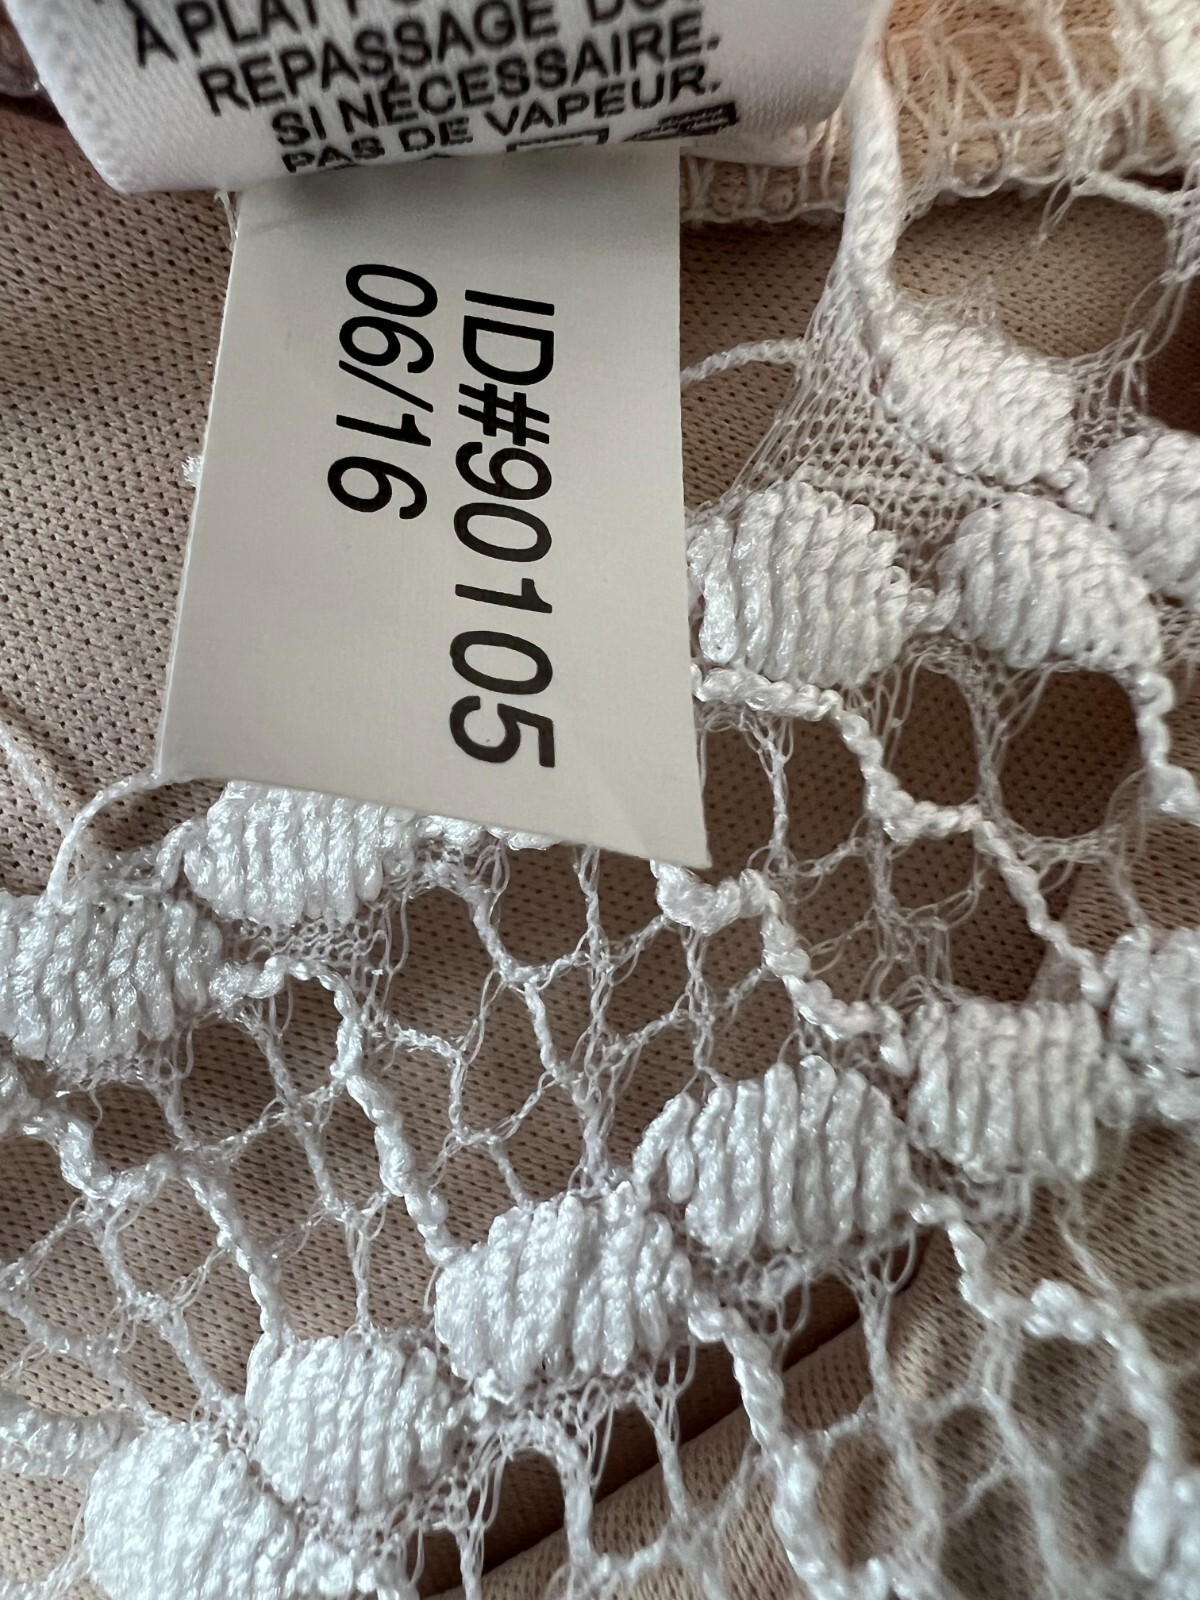 À PLAT
REPASSAGE
SI NÉCESSAIRE.
PAS DE VAPEUR.
ID#90105
06/16